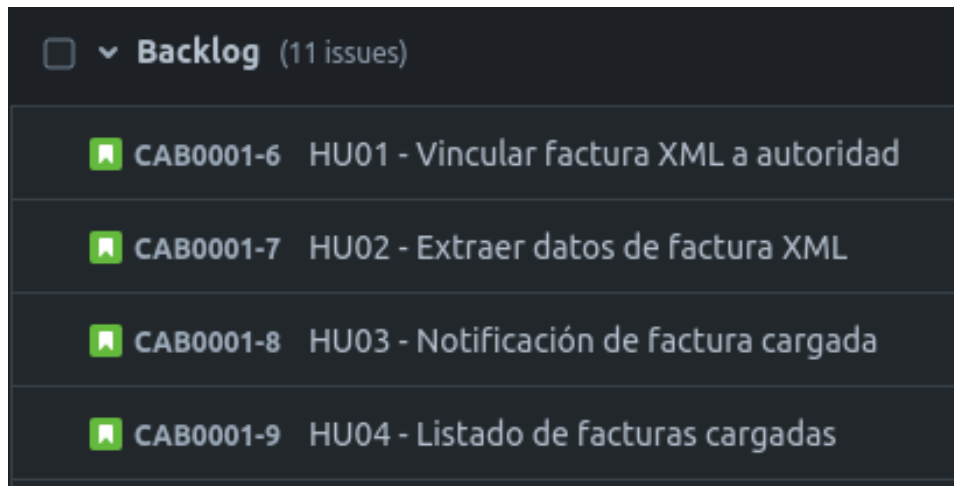 Backlog (11 issues)
CAB0001-6 HU01 - Vincular factura XML a autoridad
CAB0001-7 HU02 - Extraer datos de factura XML
CAB0001-8 HU03 - Notificación de factura cargada
CAB0001-9 HU04 - Listado de facturas cargadas